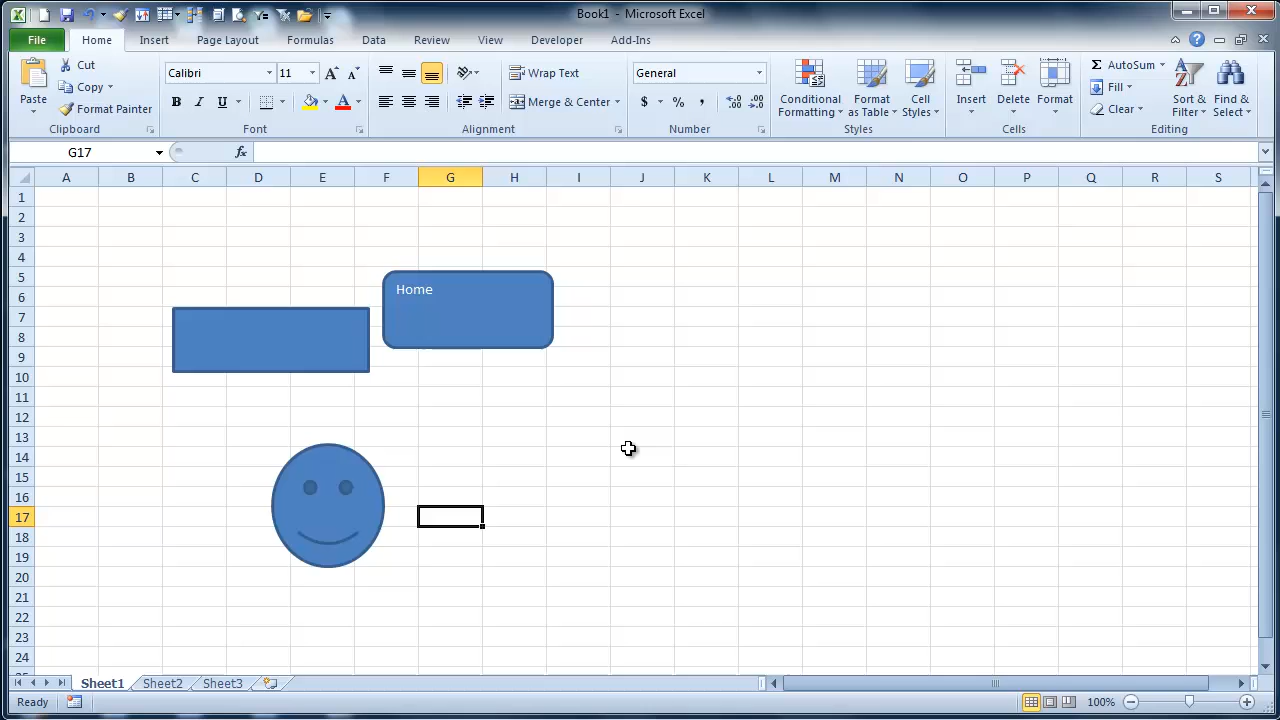 Book1 - Microsoft Excel
File Home Insert Page Layout Formulas Data Review View Developer Add-Ins
Paste
Cut
Copy
Format Painter
Clipboard
Calibri 11
B I U
Font
Wrap Text
Merge & Center
Alignment
General
$ % ,
Number
Conditional Formatting
Format as Table
Cell Styles
Styles
Insert Delete Format
Cells
AutoSum
Fill
Clear
Sort & Filter
Find & Select
Editing
G17 fx
A B C D E F G H I J K L M N O P Q R S
1
2
3
4
5
6
7
8
9
10
11
12
13
14
15
16
17
18
19
20
21
22
23
24
Home
Sheet1 Sheet2 Sheet3
Ready 100%